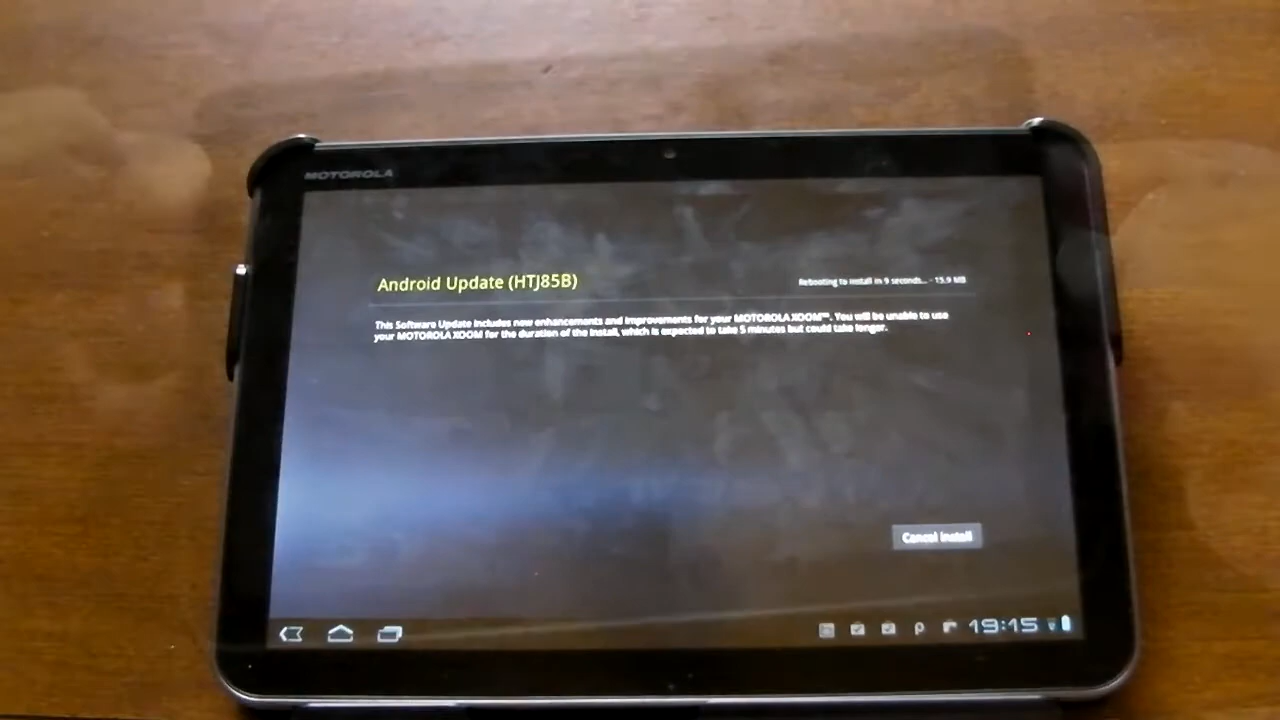 MOTOROLA
Android Update (HTJ85B)
Rebooting to install in 9 seconds... - 15.9 MB
This Software Update includes new enhancements and improvements for your MOTOROLA XOOM™. You will be unable to use
your MOTOROLA XOOM for the duration of the install, which is expected to take 5 minutes but could take longer.
Cancel install
19:15